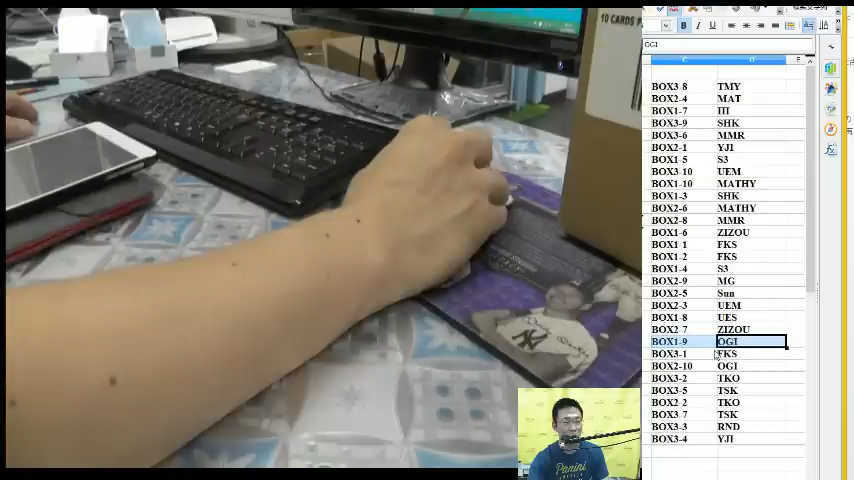 10 CARDS P
OGI
C D E
BOX3-8 TMY
BOX2-4 MAT
BOX1-7
BOX3-9 SHK
BOX3-6 MMR
BOX2-1 YJI
BOX1-5 S3
BOX3-10 UEM
BOX1-10 MATHY
BOX1-3 SHK
BOX2-6 MATHY
BOX2-8 MMR
BOX1-6 ZIZOU
BOX1-1 FKS
BOX1-2 FKS
BOX1-4 S3
BOX2-9 MG
BOX2-5 Sun
BOX2-3 UEM
BOX1-8 UES
BOX2-7 ZIZOU
BOX1-9 OGI
BOX3-1 FKS
BOX2-10 OGI
BOX3-2 TKO
BOX3-5 TSK
BOX2-2 TKO
BOX3-7 TSK
BOX3-3 RND
BOX3-4 YJI
PANINI
AMERICA